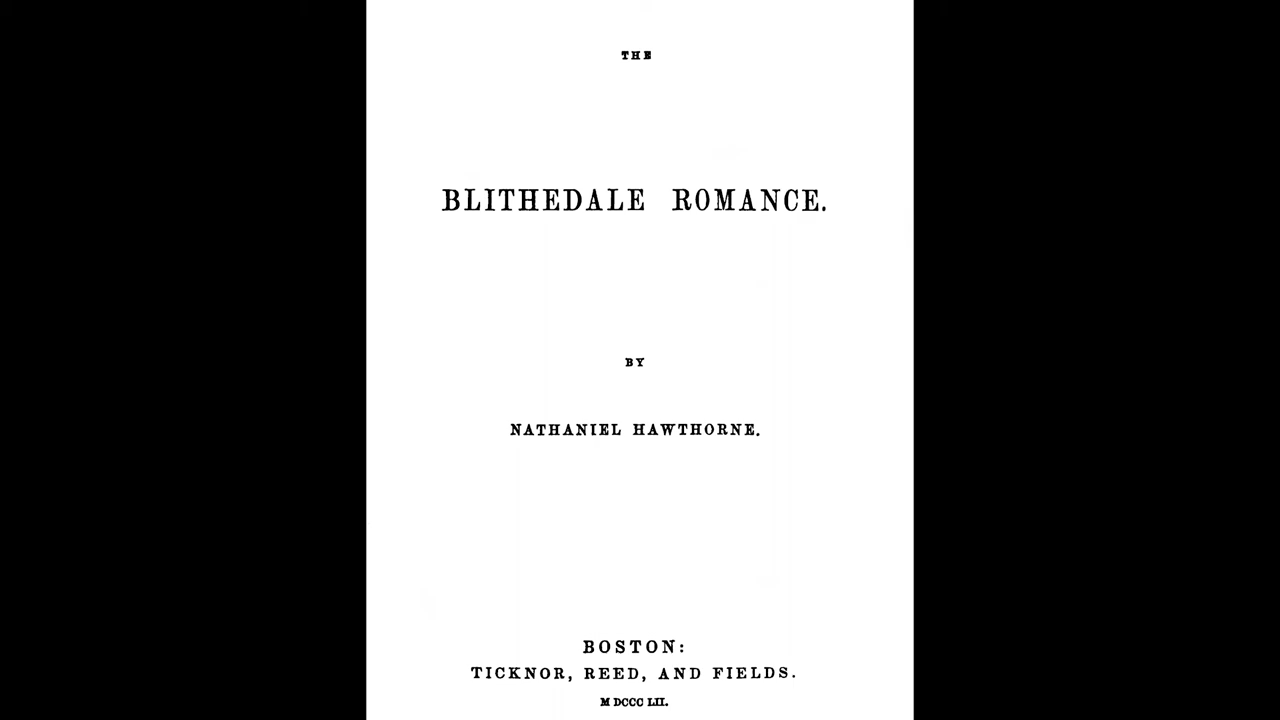 THE
BLITHEDALE ROMANCE.
BY
NATHANIEL HAWTHORNE.
BOSTON:
TICKNOR, REED, AND FIELDS.
M DCCC LII.